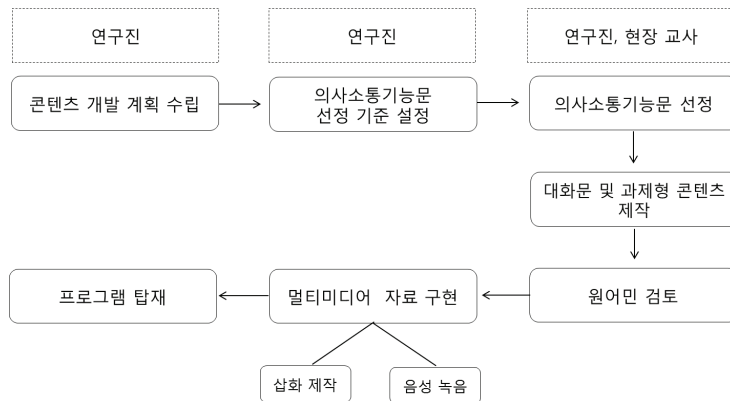 연구진
연구진
연구진, 현장 교사
콘텐츠 개발 계획 수립
의사소통기능문
선정 기준 설정
의사소통기능문 선정
대화문 및 과제형 콘텐츠
제작
프로그램 탑재
멀티미디어 자료 구현
원어민 검토
삽화 제작
음성 녹음